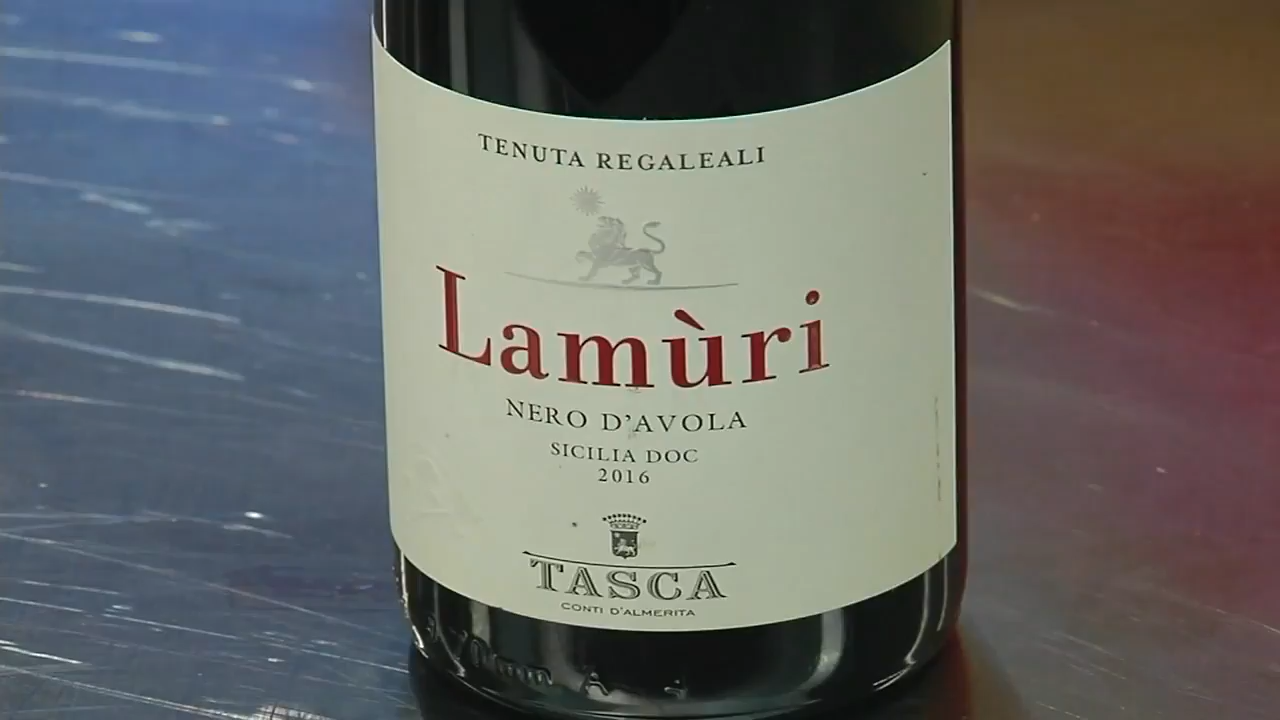 TENUTA REGALEALI
Lamùri
NERO D'AVOLA
SICILIA DOC
2016
TASCA
CONTI D'ALMERITA